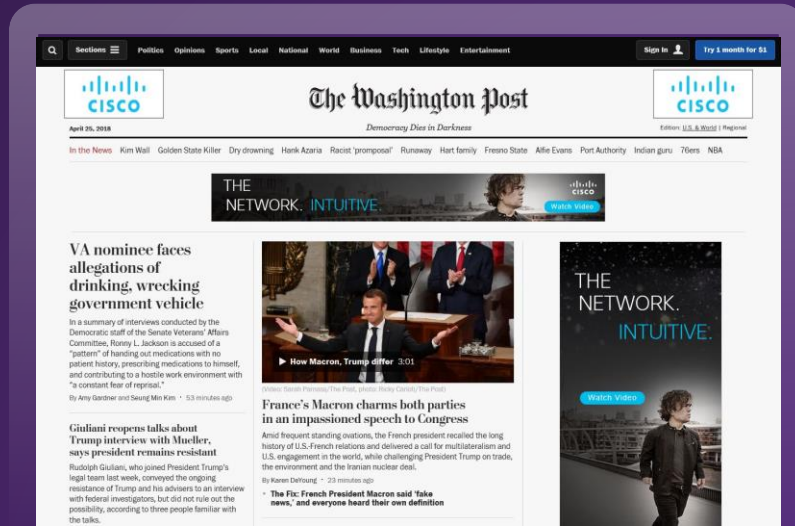 Sections
Politics Opinions Sports Local National World Business Tech Lifestyle Entertainment
Sign In
Try 1 month for $1
CISCO
The Washington Post
CISCO
April 25, 2018
Democracy Dies in Darkness
Edition: U.S. & World | Regional
In the News Kim Wall Golden State Killer Dry drowning Hank Azaria Racist 'promposal' Runaway Hart family Fresno State Alfie Evans Port Authority Indian guru 76ers NBA
THE
NETWORK. INTUITIVE.
CISCO
Watch Video
VA nominee faces
allegations of
drinking, wrecking
government vehicle
In a summary of interviews conducted by the
Democratic staff of the Senate Veterans' Affairs
Committee, Ronny L. Jackson is accused of a
"pattern" of handing out medications with no
patient history, prescribing medications to himself,
and contributing to a hostile work environment with
"a constant fear of reprisal."
By Amy Gardner and Seung Min Kim • 53 minutes ago
Giuliani reopens talks about
Trump interview with Mueller,
says president remains resistant
Rudolph Giuliani, who joined President Trump's
legal team last week, conveyed the ongoing
resistance of Trump and his advisers to an interview
with federal investigators, but did not rule out the
possibility, according to three people familiar with
the talks.
How Macron, Trump differ 3:01
(Video: Sarah Parnass/The Post, photo: Ricky Carioti/The Post)
France's Macron charms both parties
in an impassioned speech to Congress
Amid frequent standing ovations, the French president recalled the long
history of U.S.-French relations and delivered a call for multilateralism and
U.S. engagement in the world, while challenging President Trump on trade,
the environment and the Iranian nuclear deal.
By Karen DeYoung • 23 minutes ago
• The Fix: French President Macron said 'fake
news,' and everyone heard their own definition
THE
NETWORK.
INTUITIVE.
Watch Video